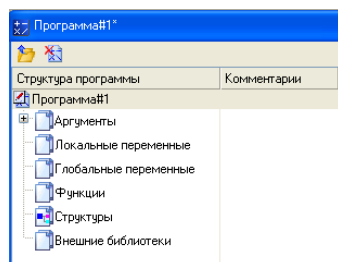 Программа#1*
Структура программы Комментарии
Программа#1
Аргументы
Локальные переменные
Глобальные переменные
Функции
Структуры
Внешние библиотеки